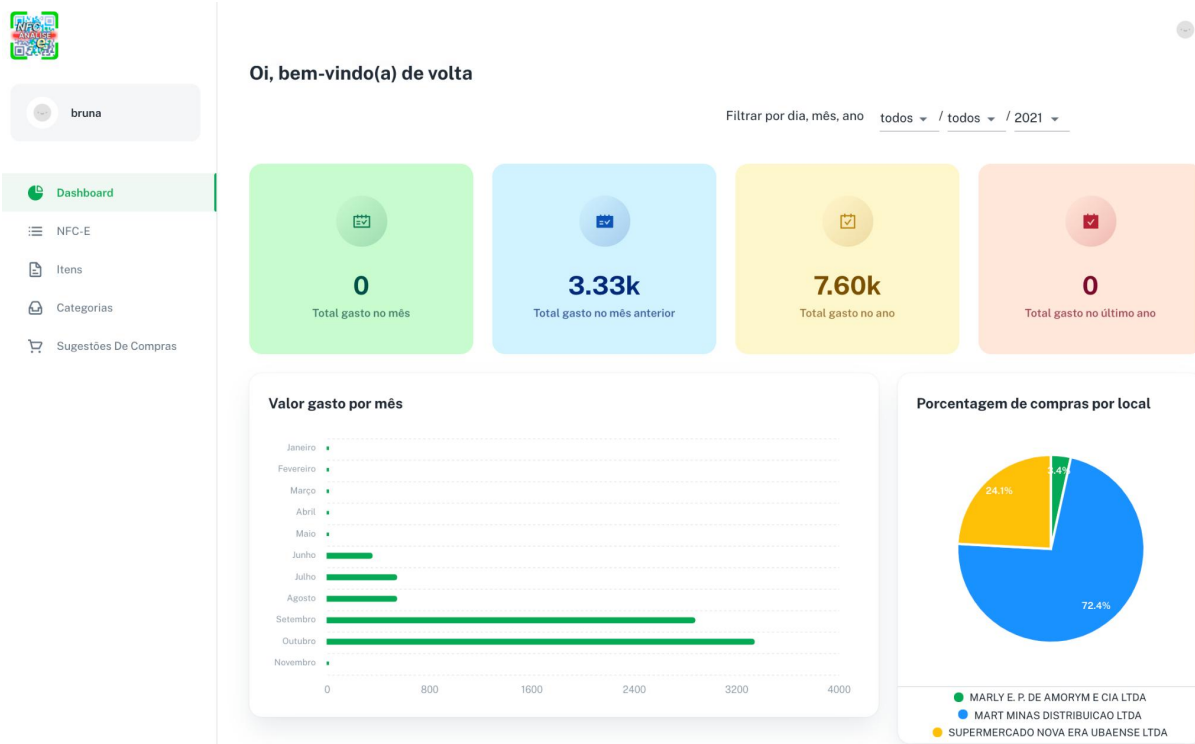 NFC-e
ANÁLISE
Oi, bem-vindo(a) de volta
bruna
Filtrar por dia, mês, ano todos / todos / 2021
Dashboard
NFC-E
Itens
Categorias
Sugestões De Compras
0
Total gasto no mês
3.33k
Total gasto no mês anterior
7.60k
Total gasto no ano
0
Total gasto no último ano
Valor gasto por mês
Janeiro
Fevereiro
Março
Abril
Maio
Junho
Julho
Agosto
Setembro
Outubro
Novembro
0 800 1600 2400 3200 4000
Porcentagem de compras por local
3.4%
24.1%
72.4%
MARLY E. P. DE AMORYM E CIA LTDA
MART MINAS DISTRIBUICAO LTDA
SUPERMERCADO NOVA ERA UBAENSE LTDA